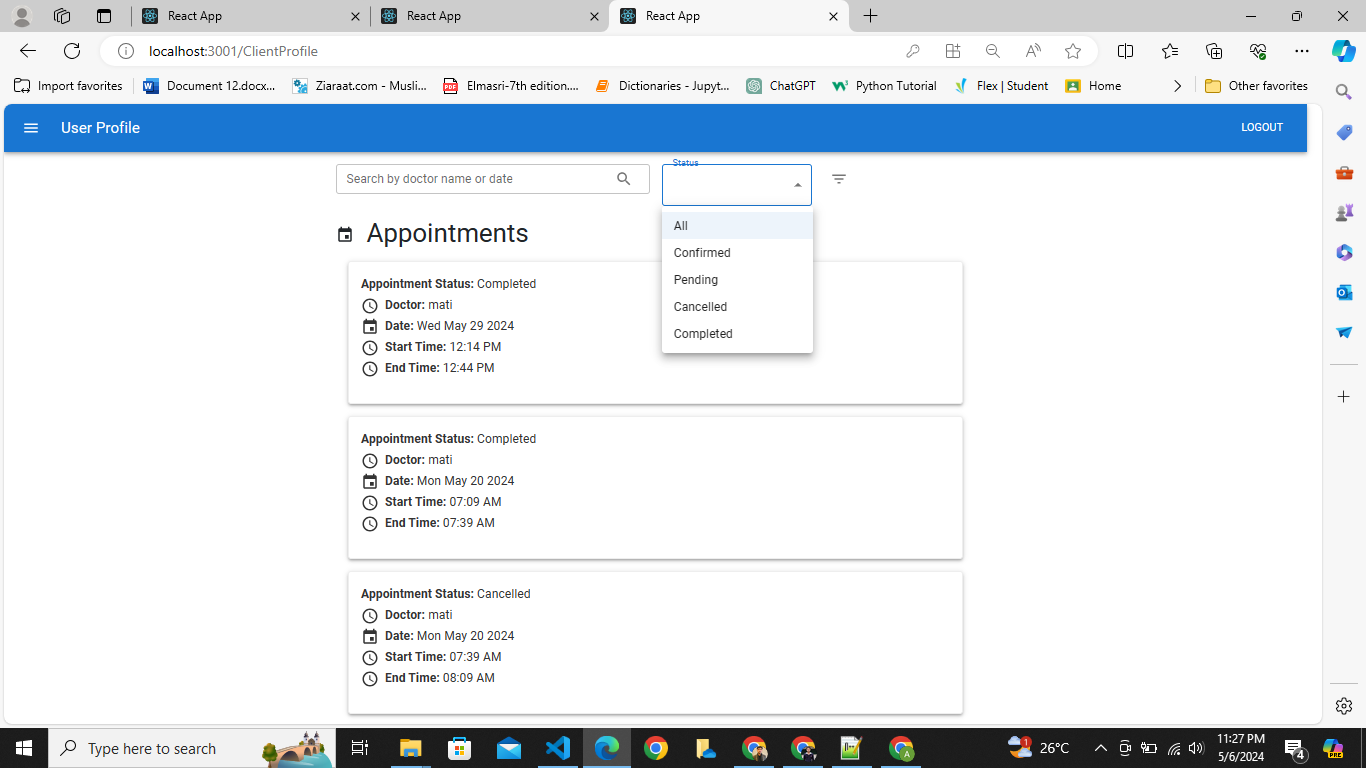 React App
React App
React App
localhost:3001/ClientProfile
Import favorites
Document 12.docx...
Ziaraat.com - Musli...
Elmasri-7th edition....
Dictionaries - Jupyt...
ChatGPT
Python Tutorial
Flex | Student
Home
Other favorites
User Profile
LOGOUT
Search by doctor name or date
Status
All
Confirmed
Pending
Cancelled
Completed
Appointments
Appointment Status: Completed
Doctor: mati
Date: Wed May 29 2024
Start Time: 12:14 PM
End Time: 12:44 PM
Appointment Status: Completed
Doctor: mati
Date: Mon May 20 2024
Start Time: 07:09 AM
End Time: 07:39 AM
Appointment Status: Cancelled
Doctor: mati
Date: Mon May 20 2024
Start Time: 07:39 AM
End Time: 08:09 AM
Type here to search
26°C
11:27 PM
5/6/2024
4
PRE